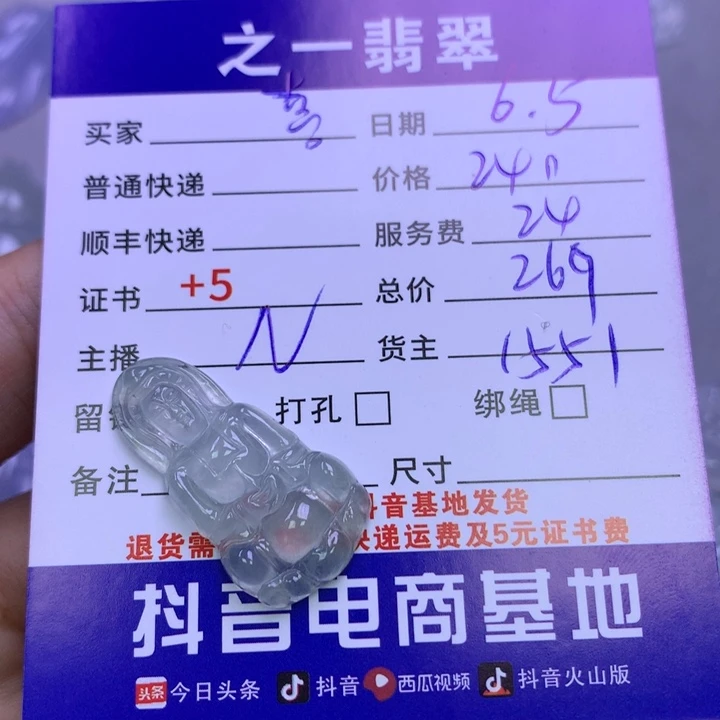 之一翡翠
买家 喜 日期 6.5
普通快递 价格 240
顺丰快递 服务费 24
证书 +5 总价 269
主播 N 货主 1551
留 打孔 绑绳
备注 尺寸
抖音基地发货
退货需 快递运费及5元证书费
抖音电商基地
头条 今日头条 抖音 西瓜视频 抖音火山版